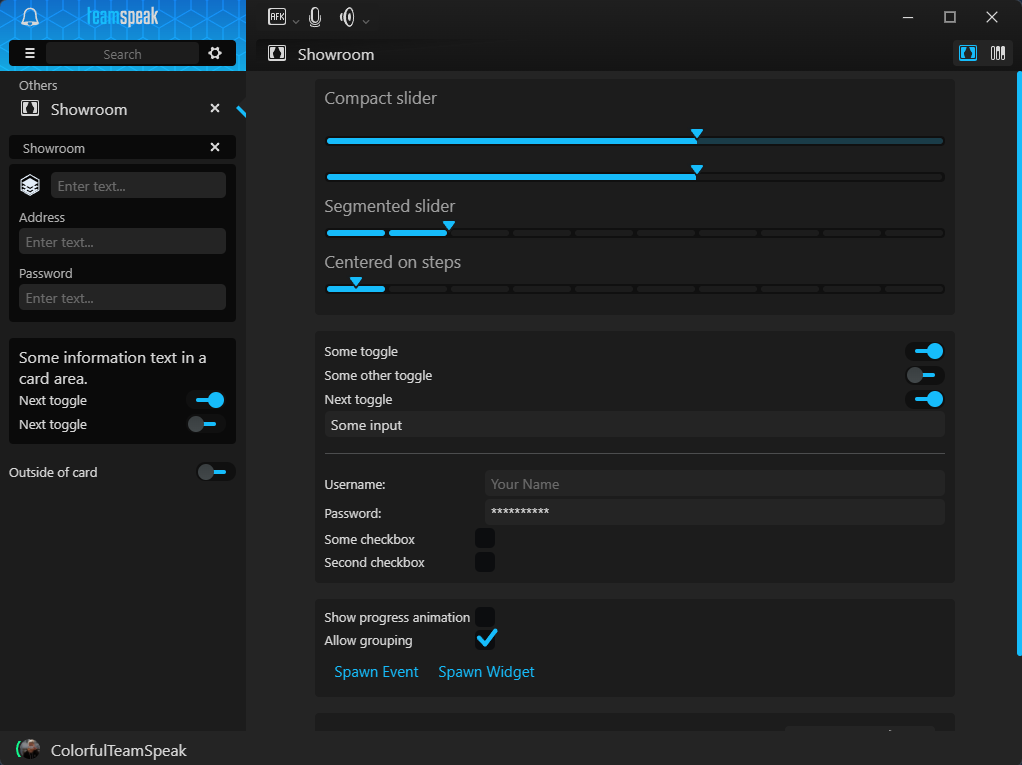 teamspeak
AFK
Search
Showroom
Others
Showroom
Showroom
Enter text...
Address
Enter text...
Password
Enter text...
Some information text in a
card area.
Next toggle
Next toggle
Outside of card
Compact slider
Segmented slider
Centered on steps
Some toggle
Some other toggle
Next toggle
Some input
Username:
Your Name
Password:
**********
Some checkbox
Second checkbox
Show progress animation
Allow grouping
Spawn Event
Spawn Widget
ColorfulTeamSpeak